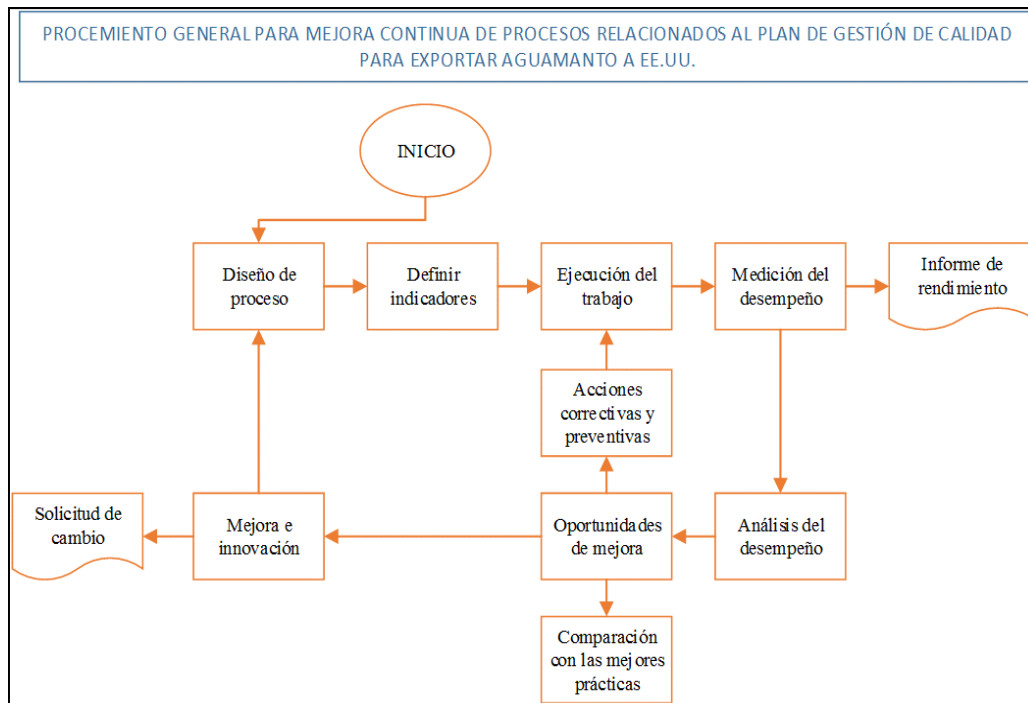 PROCEMIENTO GENERAL PARA MEJORA CONTINUA DE PROCESOS RELACIONADOS AL PLAN DE GESTIÓN DE CALIDAD
PARA EXPORTAR AGUAMANTO A EE.UU.
INICIO
Diseño de
proceso
Definir
indicadores
Ejecución del
trabajo
Medición del
desempeño
Informe de
rendimiento
Acciones
correctivas y
preventivas
Solicitud de
cambio
Mejora e
innovación
Oportunidades
de mejora
Análisis del
desempeño
Comparación
con las mejores
prácticas